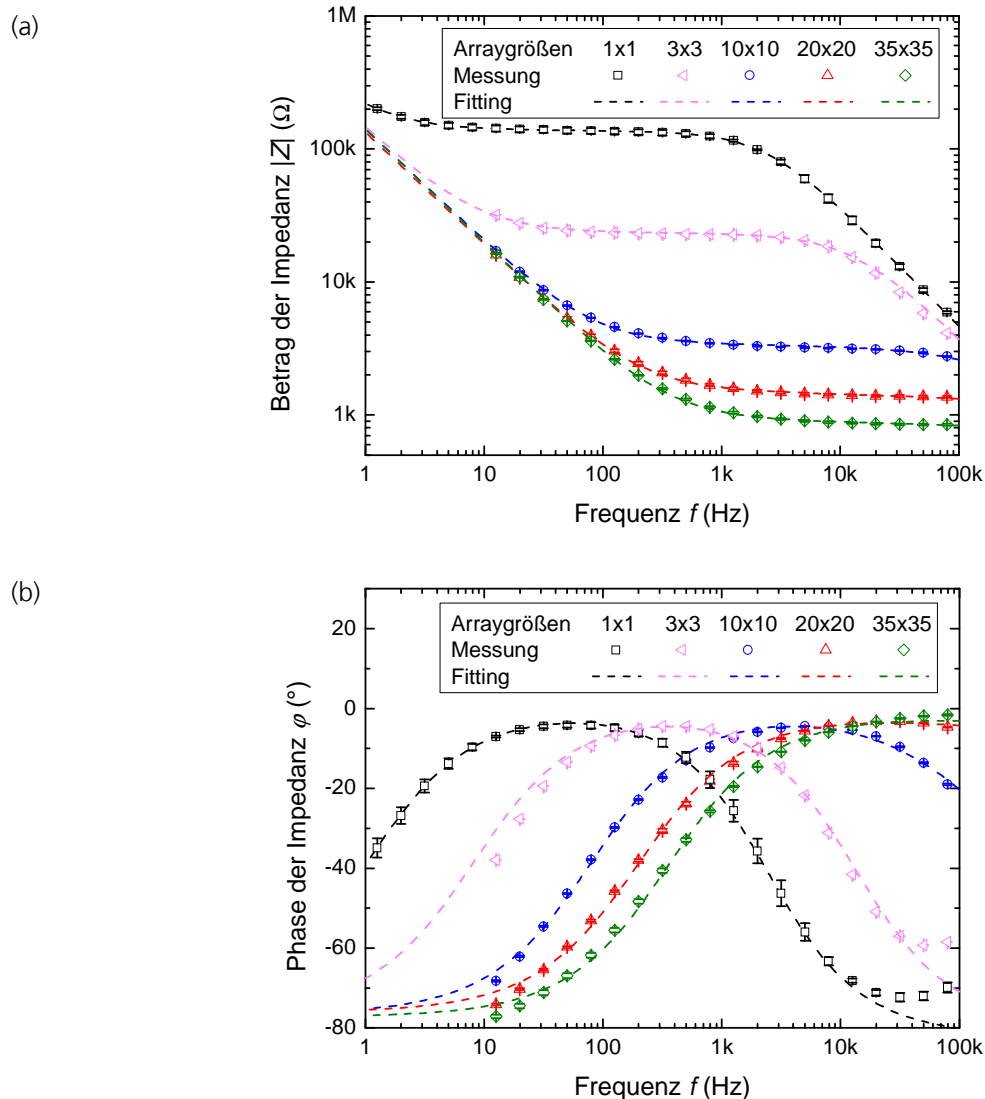 (a)
1M
100k
10k
1k
Betrag der Impedanz |Z| (Ω)
Arraygrößen 1x1 3x3 10x10 20x20 35x35
Messung
Fitting
1 10 100 1k 10k 100k
Frequenz f (Hz)
(b)
20
0
-20
-40
-60
-80
Phase der Impedanz φ (°)
Arraygrößen 1x1 3x3 10x10 20x20 35x35
Messung
Fitting
1 10 100 1k 10k 100k
Frequenz f (Hz)